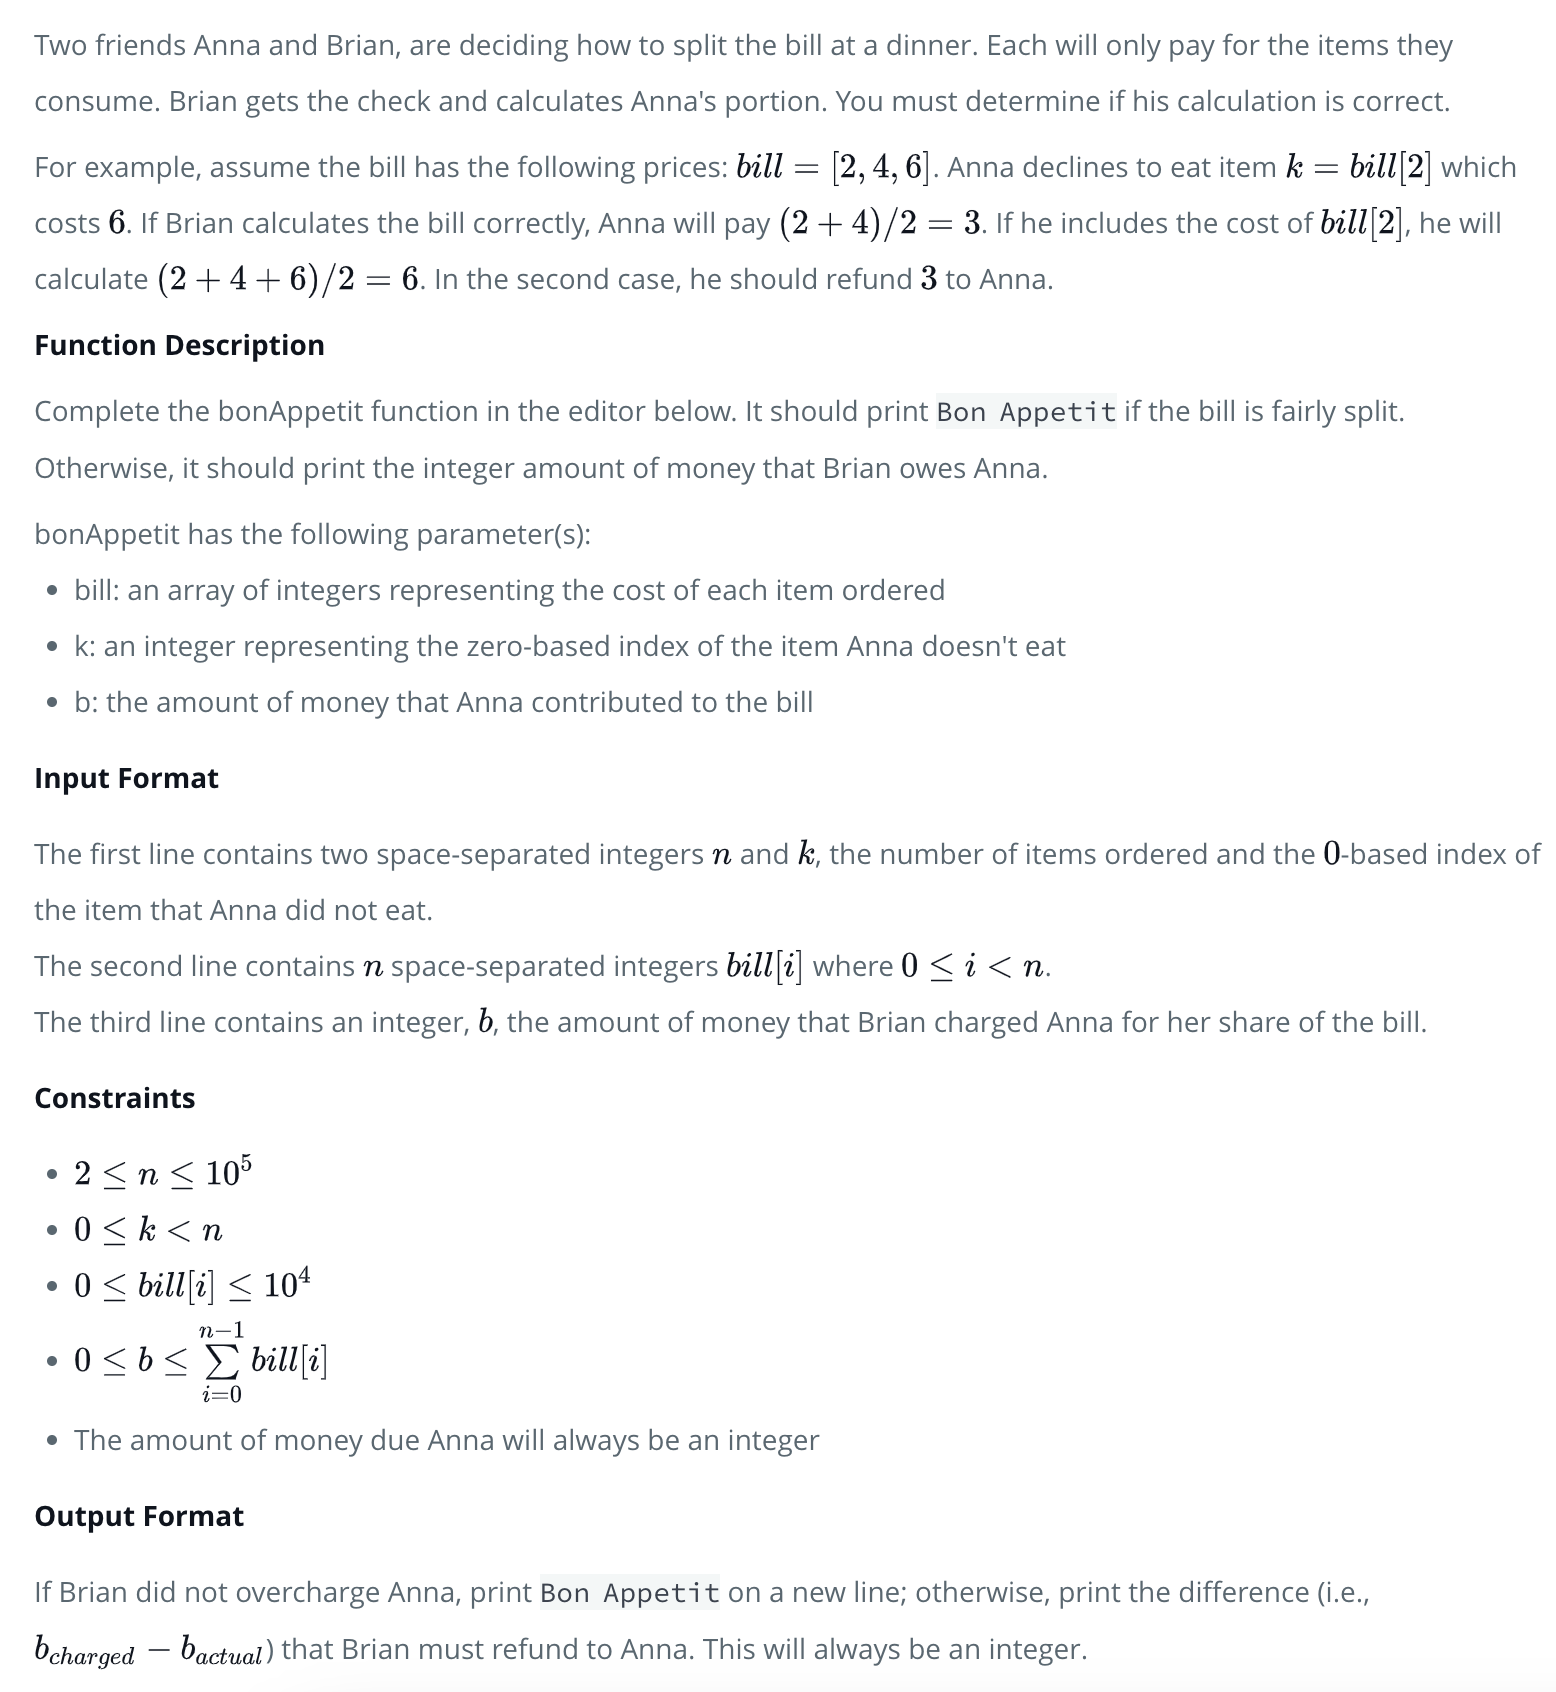 Two friends Anna and Brian, are deciding how to split the bill at a dinner. Each will only pay for the items they
consume. Brian gets the check and calculates Anna's portion. You must determine if his calculation is correct.
For example, assume the bill has the following prices: bill = [2, 4, 6]. Anna declines to eat item k = bill[2] which
costs 6. If Brian calculates the bill correctly, Anna will pay (2 + 4)/2 = 3. If he includes the cost of bill[2], he will
calculate (2 + 4 + 6)/2 = 6. In the second case, he should refund 3 to Anna.
Function Description
Complete the bonAppetit function in the editor below. It should print Bon Appetit if the bill is fairly split.
Otherwise, it should print the integer amount of money that Brian owes Anna.
bonAppetit has the following parameter(s):
• bill: an array of integers representing the cost of each item ordered
• k: an integer representing the zero-based index of the item Anna doesn't eat
• b: the amount of money that Anna contributed to the bill
Input Format
The first line contains two space-separated integers n and k, the number of items ordered and the 0-based index of
the item that Anna did not eat.
The second line contains n space-separated integers bill[i] where 0 ≤ i < n.
The third line contains an integer, b, the amount of money that Brian charged Anna for her share of the bill.
Constraints
• 2 ≤ n ≤ 10^5
• 0 ≤ k < n
• 0 ≤ bill[i] ≤ 10^4
• 0 ≤ b ≤ ∑_{i=0}^{n−1} bill[i]
• The amount of money due Anna will always be an integer
Output Format
If Brian did not overcharge Anna, print Bon Appetit on a new line; otherwise, print the difference (i.e.,
b_charged − b_actual) that Brian must refund to Anna. This will always be an integer.